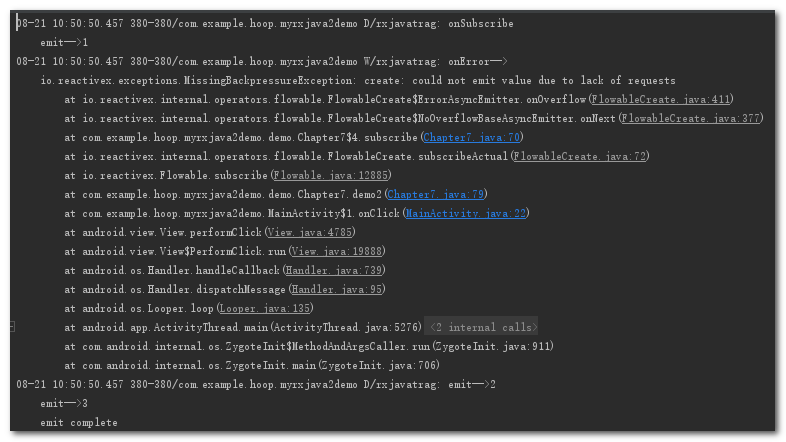 08-21 10:50:50.457 380-380/com.example.hoop.myrxjava2demo D/rxjavatrag: onSubscribe
emit-->1
08-21 10:50:50.457 380-380/com.example.hoop.myrxjava2demo W/rxjavatrag: onError-->
io.reactivex.exceptions.MissingBackpressureException: create: could not emit value due to lack of requests
at io.reactivex.internal.operators.flowable.FlowableCreate$ErrorAsyncEmitter.onOverflow(FlowableCreate.java:411)
at io.reactivex.internal.operators.flowable.FlowableCreate$NoOverflowBaseAsyncEmitter.onNext(FlowableCreate.java:377)
at com.example.hoop.myrxjava2demo.demo.Chapter7$4.subscribe(Chapter7.java:70)
at io.reactivex.internal.operators.flowable.FlowableCreate.subscribeActual(FlowableCreate.java:72)
at io.reactivex.Flowable.subscribe(Flowable.java:12885)
at com.example.hoop.myrxjava2demo.demo.Chapter7.demo2(Chapter7.java:79)
at com.example.hoop.myrxjava2demo.MainActivity$1.onClick(MainActivity.java:22)
at android.view.View.performClick(View.java:4785)
at android.view.View$PerformClick.run(View.java:19888)
at android.os.Handler.handleCallback(Handler.java:739)
at android.os.Handler.dispatchMessage(Handler.java:95)
at android.os.Looper.loop(Looper.java:135)
at android.app.ActivityThread.main(ActivityThread.java:5276) <2 internal calls>
at com.android.internal.os.ZygoteInit$MethodAndArgsCaller.run(ZygoteInit.java:911)
at com.android.internal.os.ZygoteInit.main(ZygoteInit.java:706)
08-21 10:50:50.457 380-380/com.example.hoop.myrxjava2demo D/rxjavatrag: emit-->2
emit-->3
emit complete